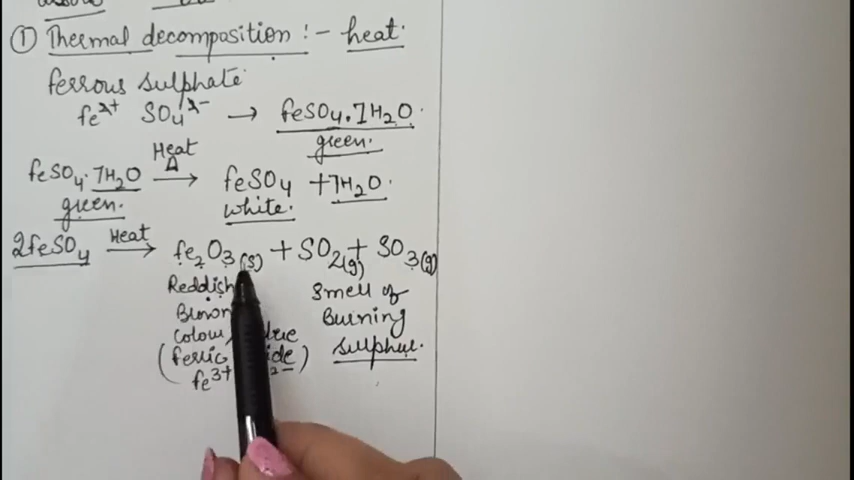 ① Thermal decomposition :- heat
ferrous sulphate
fe²⁺ SO₄²⁻ → feSO₄.7H₂O
green.
feSO₄.7H₂O Heat Δ → feSO₄ + 7H₂O.
green. white.
2feSO₄ Heat → fe₂O₃(s) + SO₂(g) + SO₃(g)
Reddish Smell of
Brown Burning
colour sulphur.
(ferric
fe³⁺